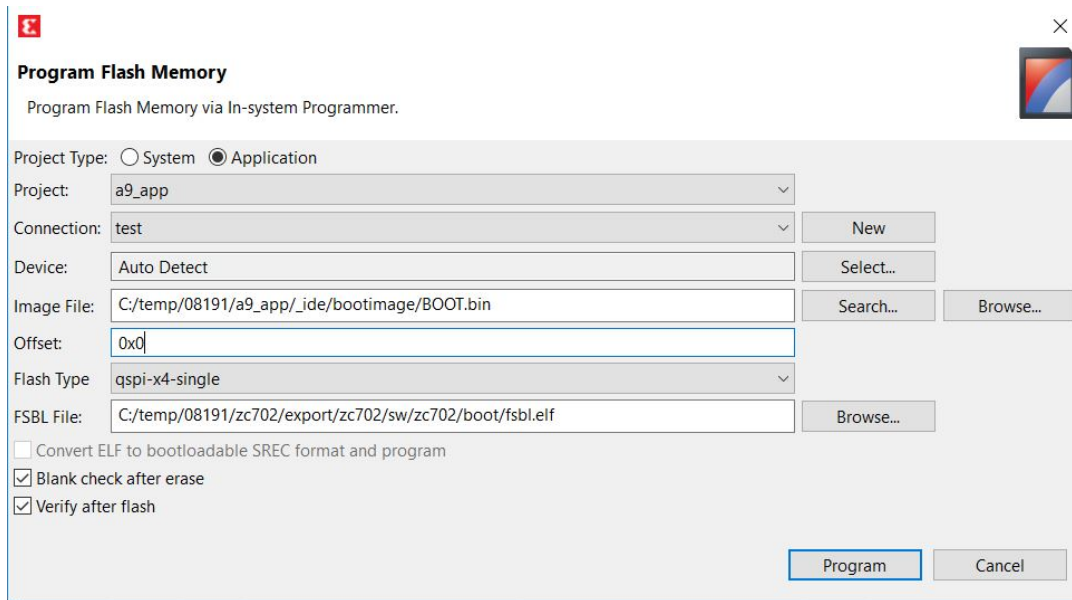 Program Flash Memory
Program Flash Memory via In-system Programmer.
Project Type: System Application
Project: a9_app
Connection: test New
Device: Auto Detect Select...
Image File: C:/temp/08191/a9_app/_ide/bootimage/BOOT.bin Search... Browse...
Offset: 0x0
Flash Type qspi-x4-single
FSBL File: C:/temp/08191/zc702/export/zc702/sw/zc702/boot/fsbl.elf Browse...
Convert ELF to bootloadable SREC format and program
Blank check after erase
Verify after flash
Program Cancel